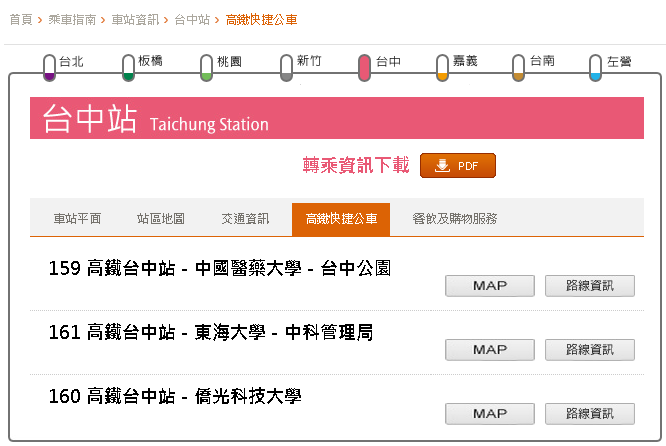 首頁 > 乘車指南 > 車站資訊 > 台中站 > 高鐵快捷公車
台北 板橋 桃園 新竹 台中 嘉義 台南 左營
台中站 Taichung Station
轉乘資訊下載 PDF
車站平面 站區地圖 交通資訊 高鐵快捷公車 餐飲及購物服務
159 高鐵台中站 - 中國醫藥大學 - 台中公園
MAP 路線資訊
161 高鐵台中站 - 東海大學 - 中科管理局
MAP 路線資訊
160 高鐵台中站 - 僑光科技大學
MAP 路線資訊